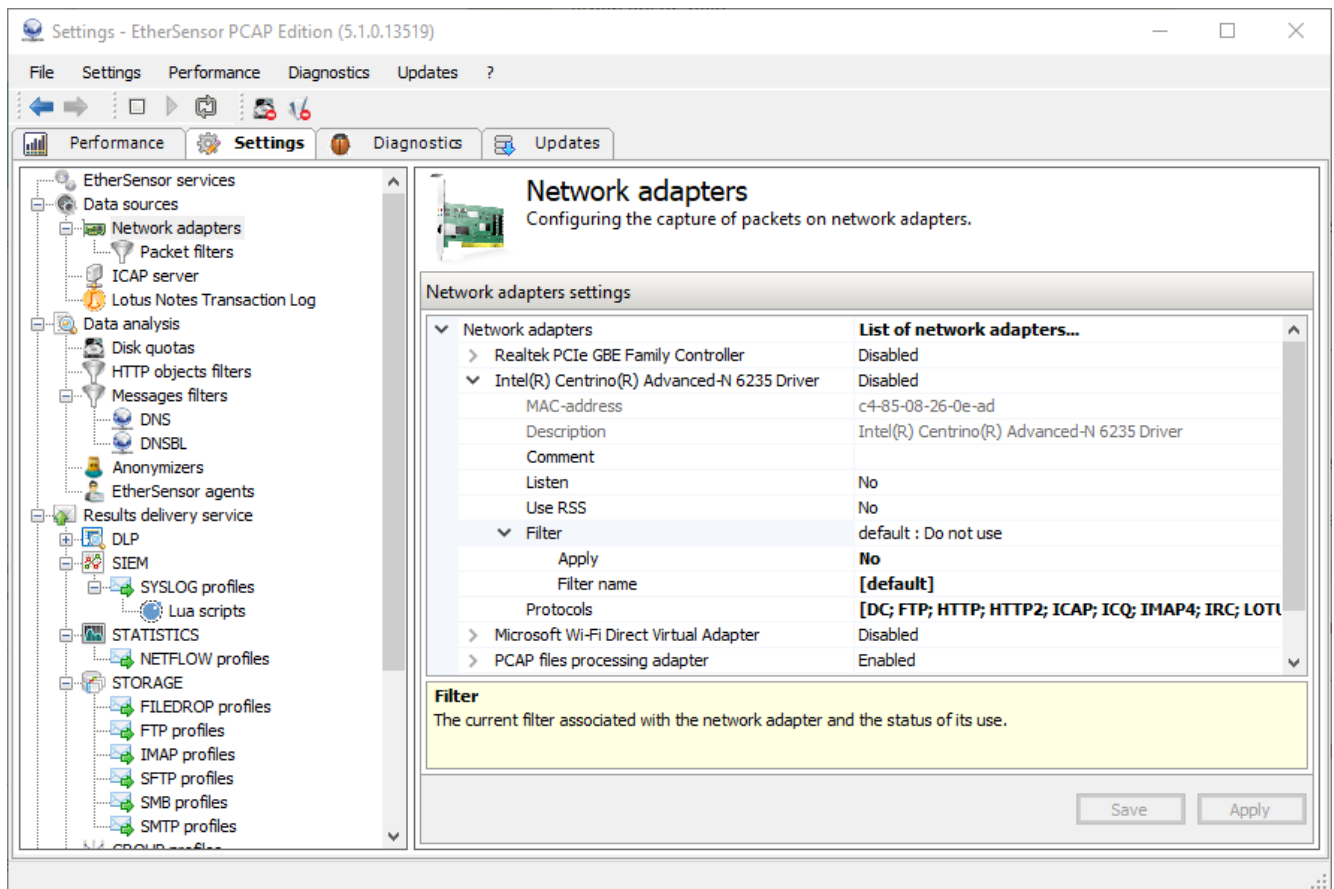 Settings - EtherSensor PCAP Edition (5.1.0.13519)
File Settings Performance Diagnostics Updates ?
Performance Settings Diagnostics Updates
EtherSensor services
Data sources
Network adapters
Packet filters
ICAP server
Lotus Notes Transaction Log
Data analysis
Disk quotas
HTTP objects filters
Messages filters
DNS
DNSBL
Anonymizers
EtherSensor agents
Results delivery service
DLP
SIEM
SYSLOG profiles
Lua scripts
STATISTICS
NETFLOW profiles
STORAGE
FILEDROP profiles
FTP profiles
IMAP profiles
SFTP profiles
SMB profiles
SMTP profiles
Network adapters
Configuring the capture of packets on network adapters.
Network adapters settings
Network adapters List of network adapters...
Realtek PCIe GBE Family Controller Disabled
Intel(R) Centrino(R) Advanced-N 6235 Driver Disabled
MAC-address c4-85-08-26-0e-ad
Description Intel(R) Centrino(R) Advanced-N 6235 Driver
Comment
Listen No
Use RSS No
Filter default : Do not use
Apply No
Filter name [default]
Protocols [DC; FTP; HTTP; HTTP2; ICAP; ICQ; IMAP4; IRC; LOTU
Microsoft Wi-Fi Direct Virtual Adapter Disabled
PCAP files processing adapter Enabled
Filter
The current filter associated with the network adapter and the status of its use.
Save Apply